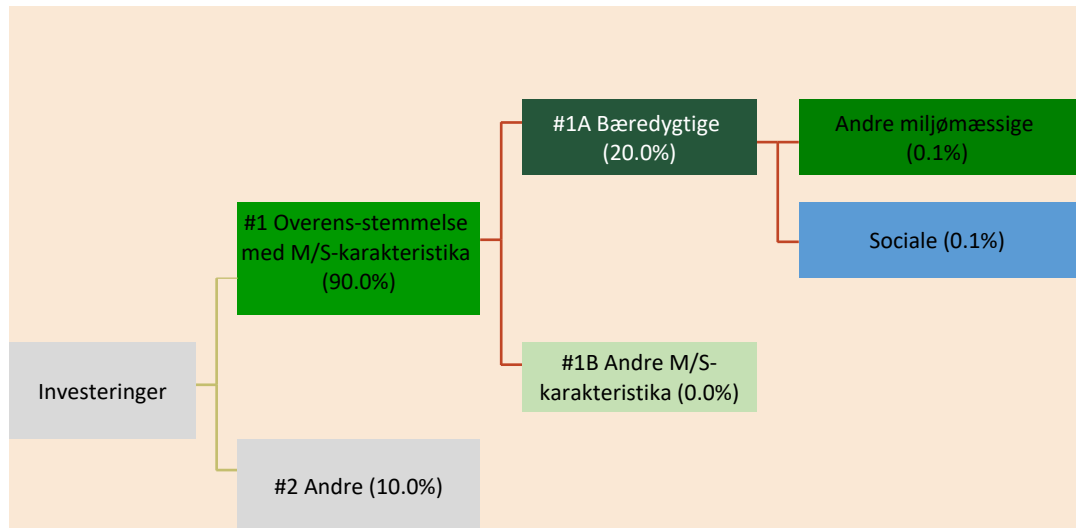 Investeringer
#1 Overens-stemmelse
med M/S-karakteristika
(90.0%)
#2 Andre (10.0%)
#1A Bæredygtige
(20.0%)
#1B Andre M/S-
karakteristika (0.0%)
Andre miljømæssige
(0.1%)
Sociale (0.1%)